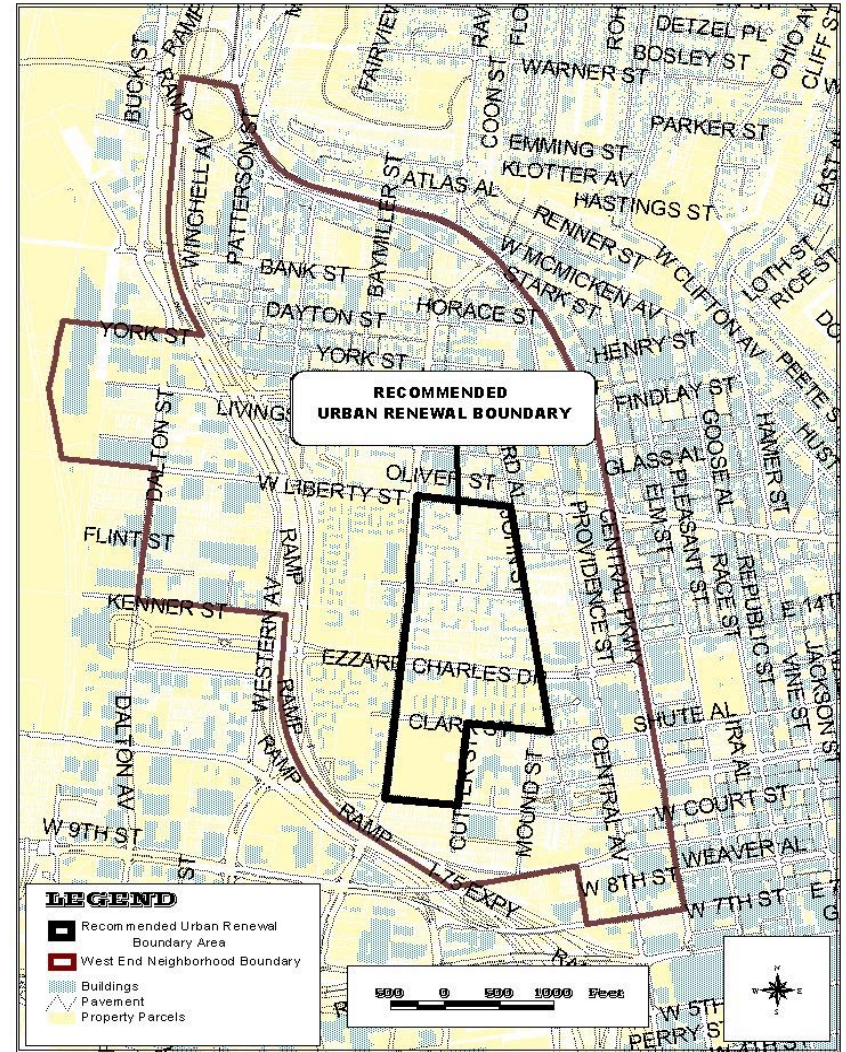 DETZEL PL
BOSLEY ST
OHIO AV
CLIFF ST
BUCK ST
RAMP
RAMP
COON ST
WARNER ST
PARKER ST
EMMING ST
KLOTTER AV
HASTINGS ST
ATLAS AL
WINCHELL AV
PATTERSON ST
BAYMILLER ST
RENNER ST
W MCMICKEN AV
STARK ST
W CLIFTON AV
LOTH ST
RICE ST
BANK ST
DAYTON ST
HORACE ST
YORK ST
YORK ST
HENRY ST
FINDLAY ST
RECOMMENDED
URBAN RENEWAL BOUNDARY
DALTON ST
GLASS AL
GOOSE AL
HAMER ST
OLIVER ST
W LIBERTY ST
JOHN ST
PROVIDENCE ST
CENTRAL PKWY
ELM ST
PLEASANT ST
RACE ST
REPUBLIC ST
FLINT ST
RAMP
KENNER ST
WESTERN AV
EZZARD CHARLES DR
VINE ST
JACKSON ST
RAMP
RAMP
DALTON AV
SHUTE AL
IRA AL
CENTRAL AV
CUTTER ST
MOUND ST
RAMP
W COURT ST
W 9TH ST
WEAVER AL
I-75 EXPY
W 8TH ST
W 7TH ST
LEGEND
Recommended Urban Renewal
Boundary Area
West End Neighborhood Boundary
Buildings
Pavement
Property Parcels
500 0 500 1000 Feet
N
W E
S
W 5TH
PERRY ST